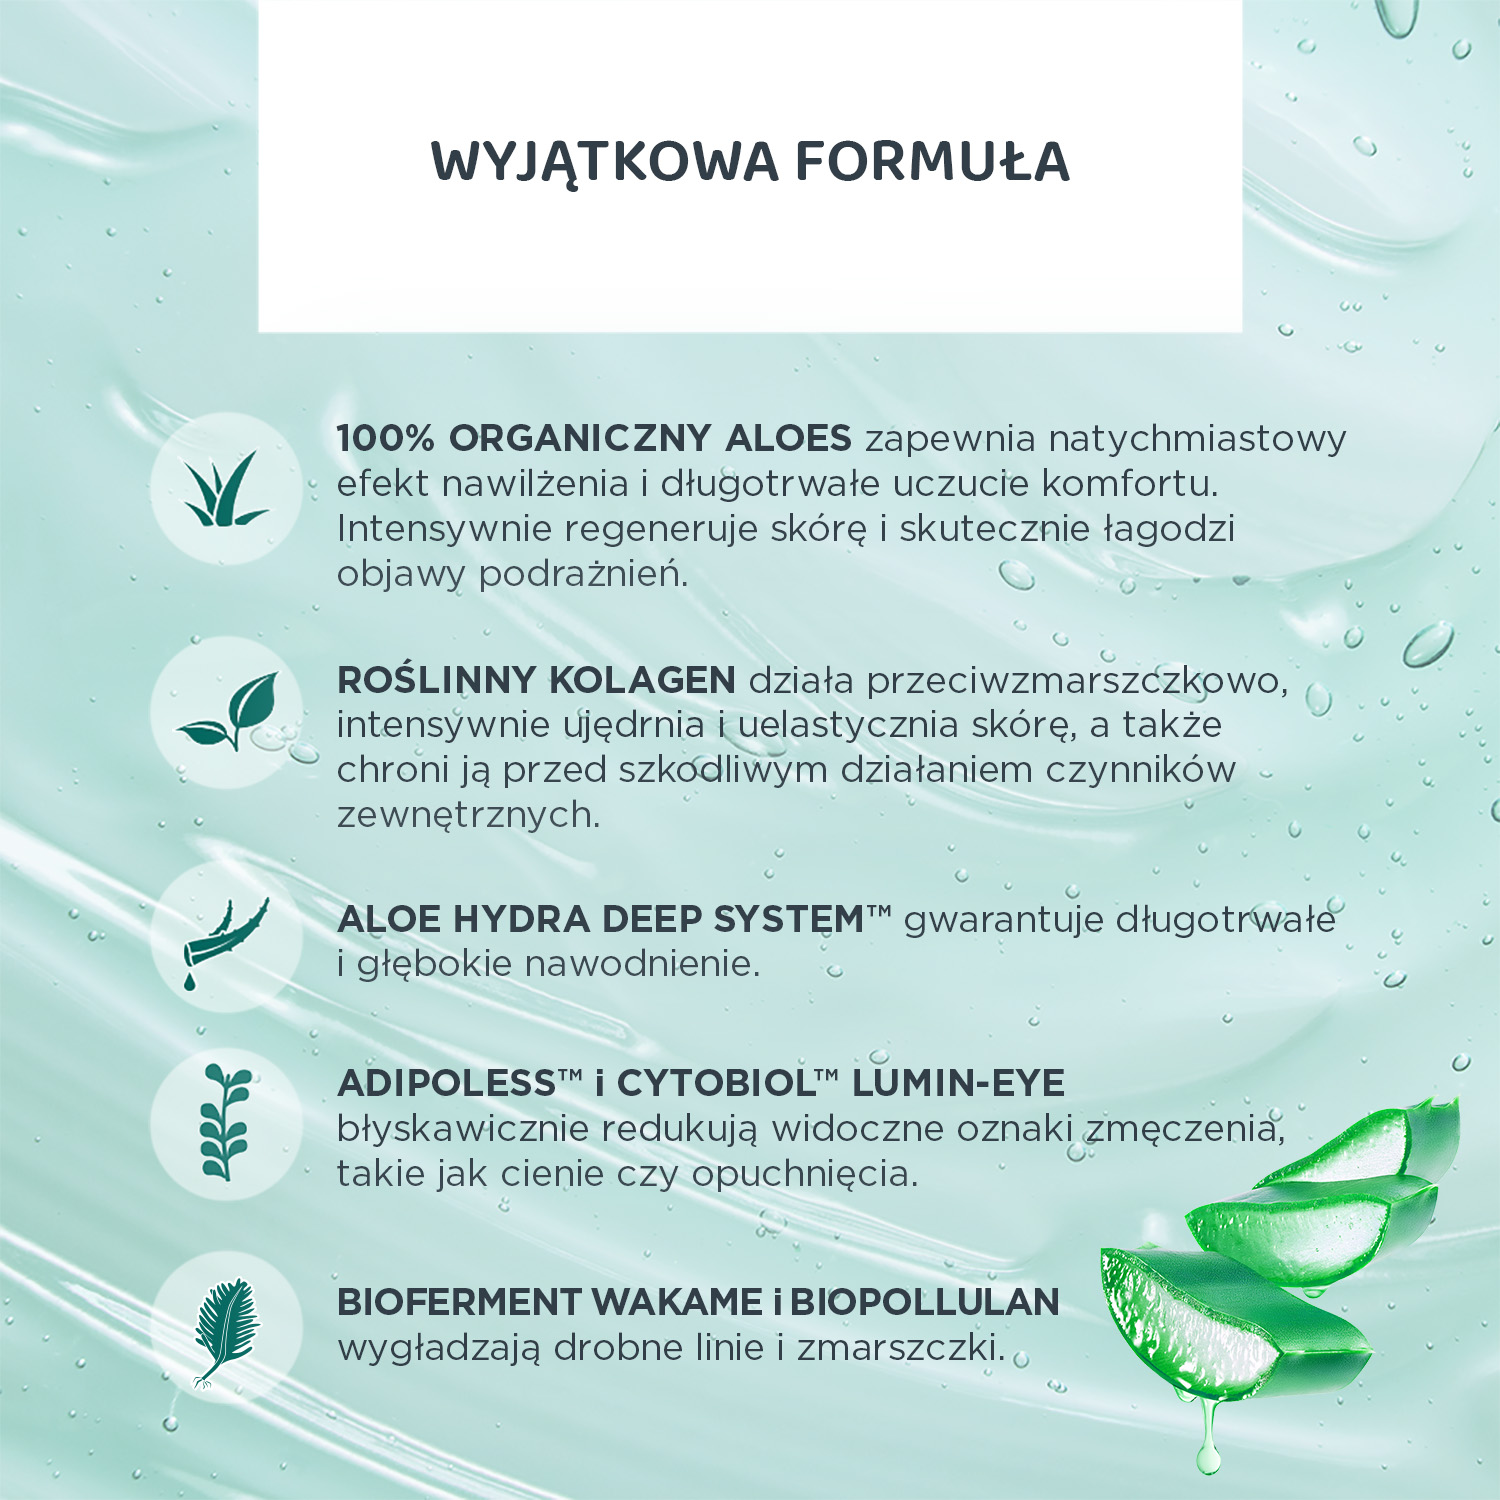 WYJĄTKOWA FORMUŁA
100% ORGANICZNY ALOES zapewnia natychmiastowy
efekt nawilżenia i długotrwałe uczucie komfortu.
Intensywnie regeneruje skórę i skutecznie łagodzi
objawy podrażnień.
ROŚLINNY KOLAGEN działa przeciwzmarszczkowo,
intensywnie ujędrnia i uelastycznia skórę, a także
chroni ją przed szkodliwym działaniem czynników
zewnętrznych.
ALOE HYDRA DEEP SYSTEM™ gwarantuje długotrwałe
i głębokie nawodnienie.
ADIPOLESS™ i CYTOBIOL™ LUMIN-EYE
błyskawicznie redukują widoczne oznaki zmęczenia,
takie jak cienie czy opuchnięcia.
BIOFERMENT WAKAME i BIOPOLLULAN
wygładzają drobne linie i zmarszczki.